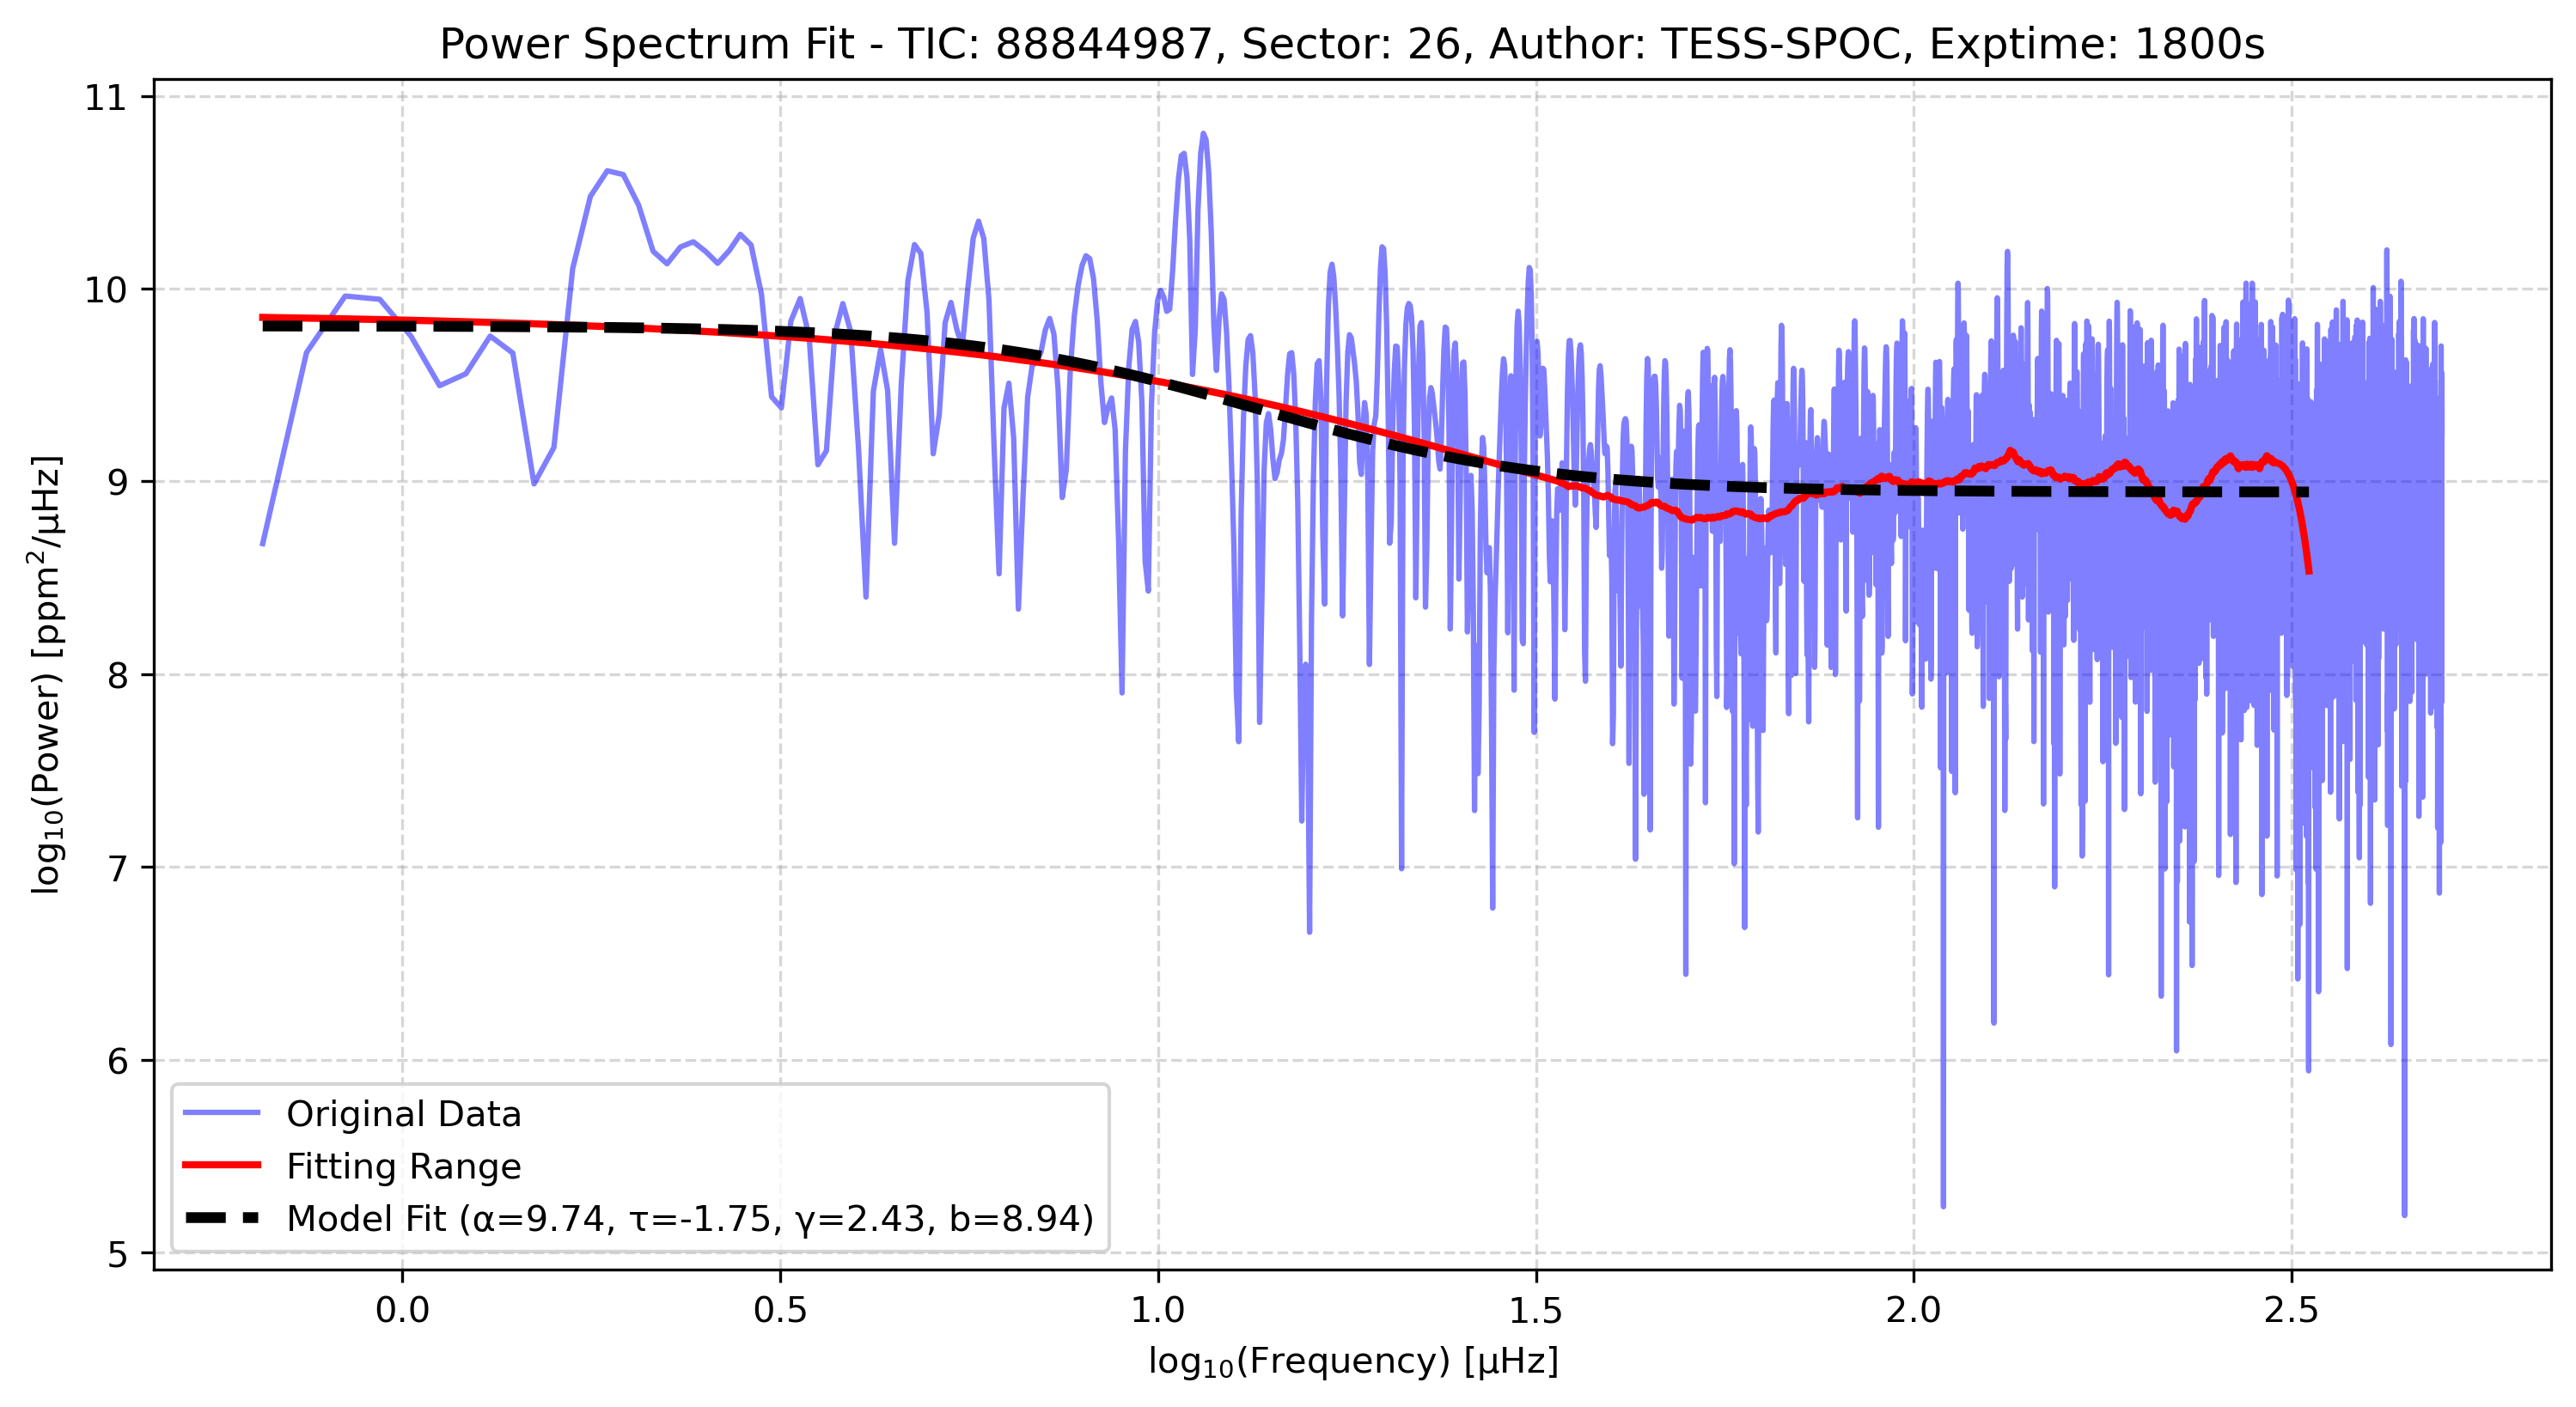 Power Spectrum Fit - TIC: 88844987, Sector: 26, Author: TESS-SPOC, Exptime: 1800s
11
10
9
8
7
6
5
log₁₀(Power) [ppm²/μHz]
Original Data
Fitting Range
Model Fit (α=9.74, τ=-1.75, γ=2.43, b=8.94)
0.0 0.5 1.0 1.5 2.0 2.5
log₁₀(Frequency) [μHz]